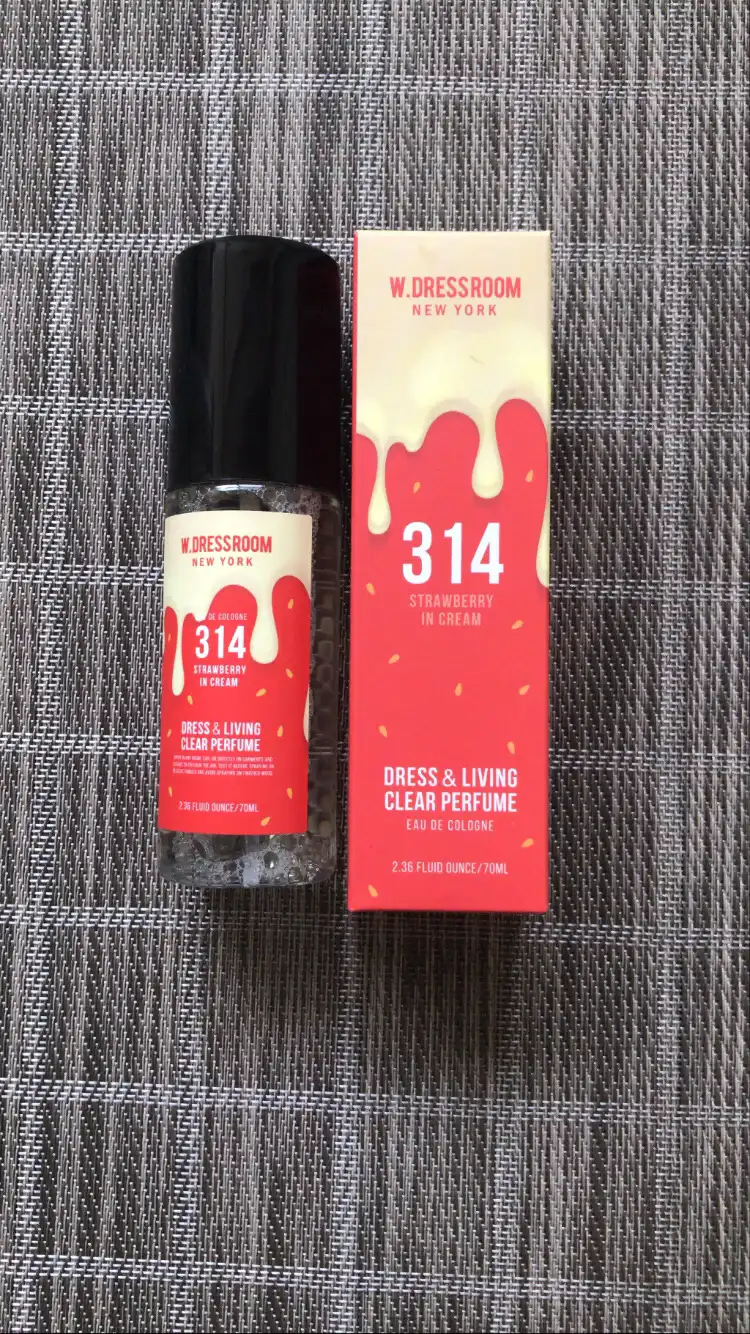 W.DRESSROOM
NEW YORK
DE COLOGNE
314
STRAWBERRY
IN CREAM
DRESS & LIVING
CLEAR PERFUME
2.36 FLUID OUNCE/70ML
W.DRESSROOM
NEW YORK
314
STRAWBERRY
IN CREAM
DRESS & LIVING
CLEAR PERFUME
EAU DE COLOGNE
2.36 FLUID OUNCE/70ML